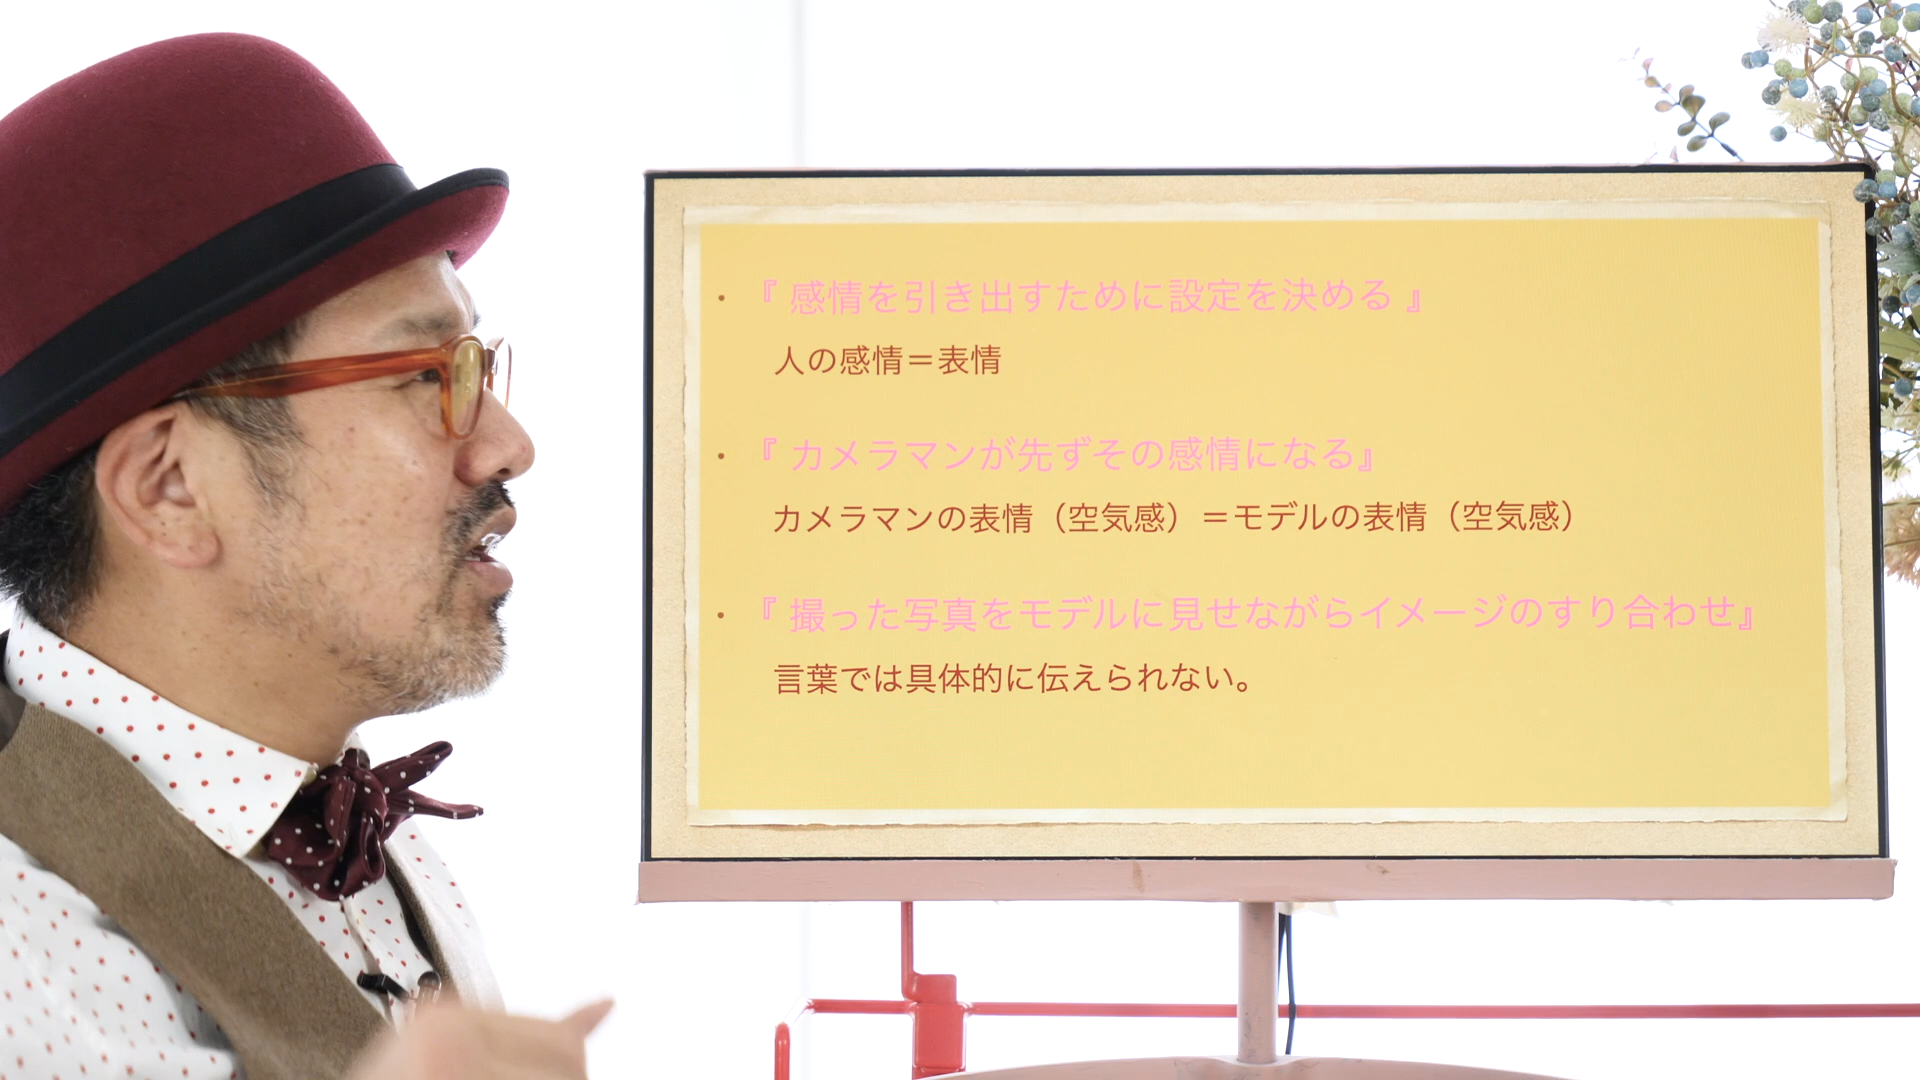 ・『 感情を引き出すために設定を決める 』
人の感情＝表情
・『 カメラマンが先ずその感情になる』
カメラマンの表情（空気感）＝モデルの表情（空気感）
・『 撮った写真をモデルに見せながらイメージのすり合わせ』
言葉では具体的に伝えられない。